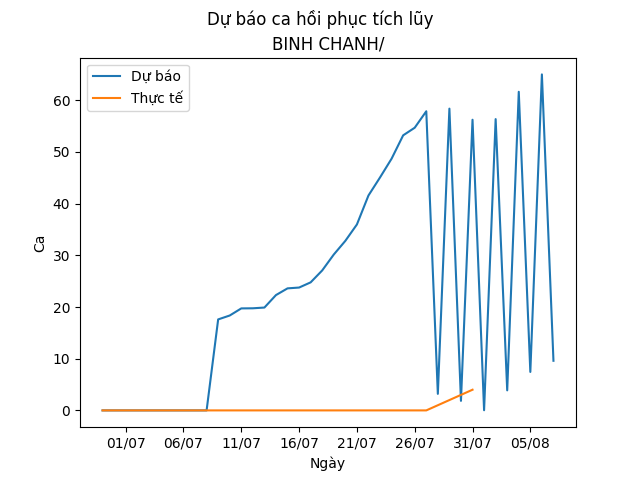 Dự báo ca hồi phục tích lũy
BINH CHANH/
Dự báo
Thực tế
60
50
40
30
20
10
0
Ca
01/07 06/07 11/07 16/07 21/07 26/07 31/07 05/08
Ngày